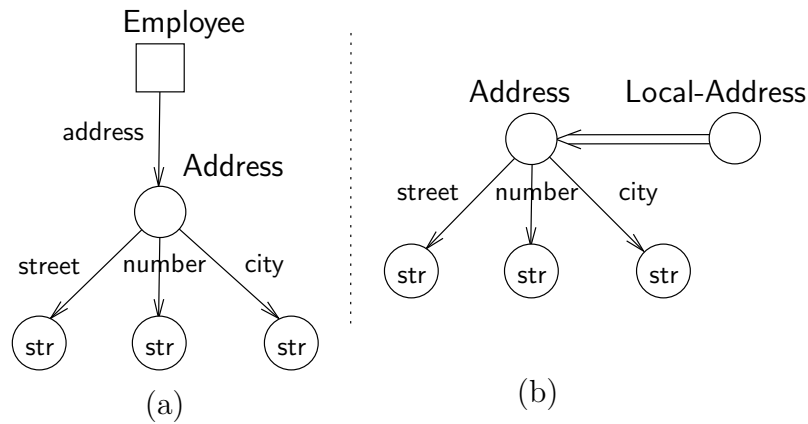 Employee
address
Address
street number city
str str str
(a)
Address Local-Address
street number city
str str str
(b)